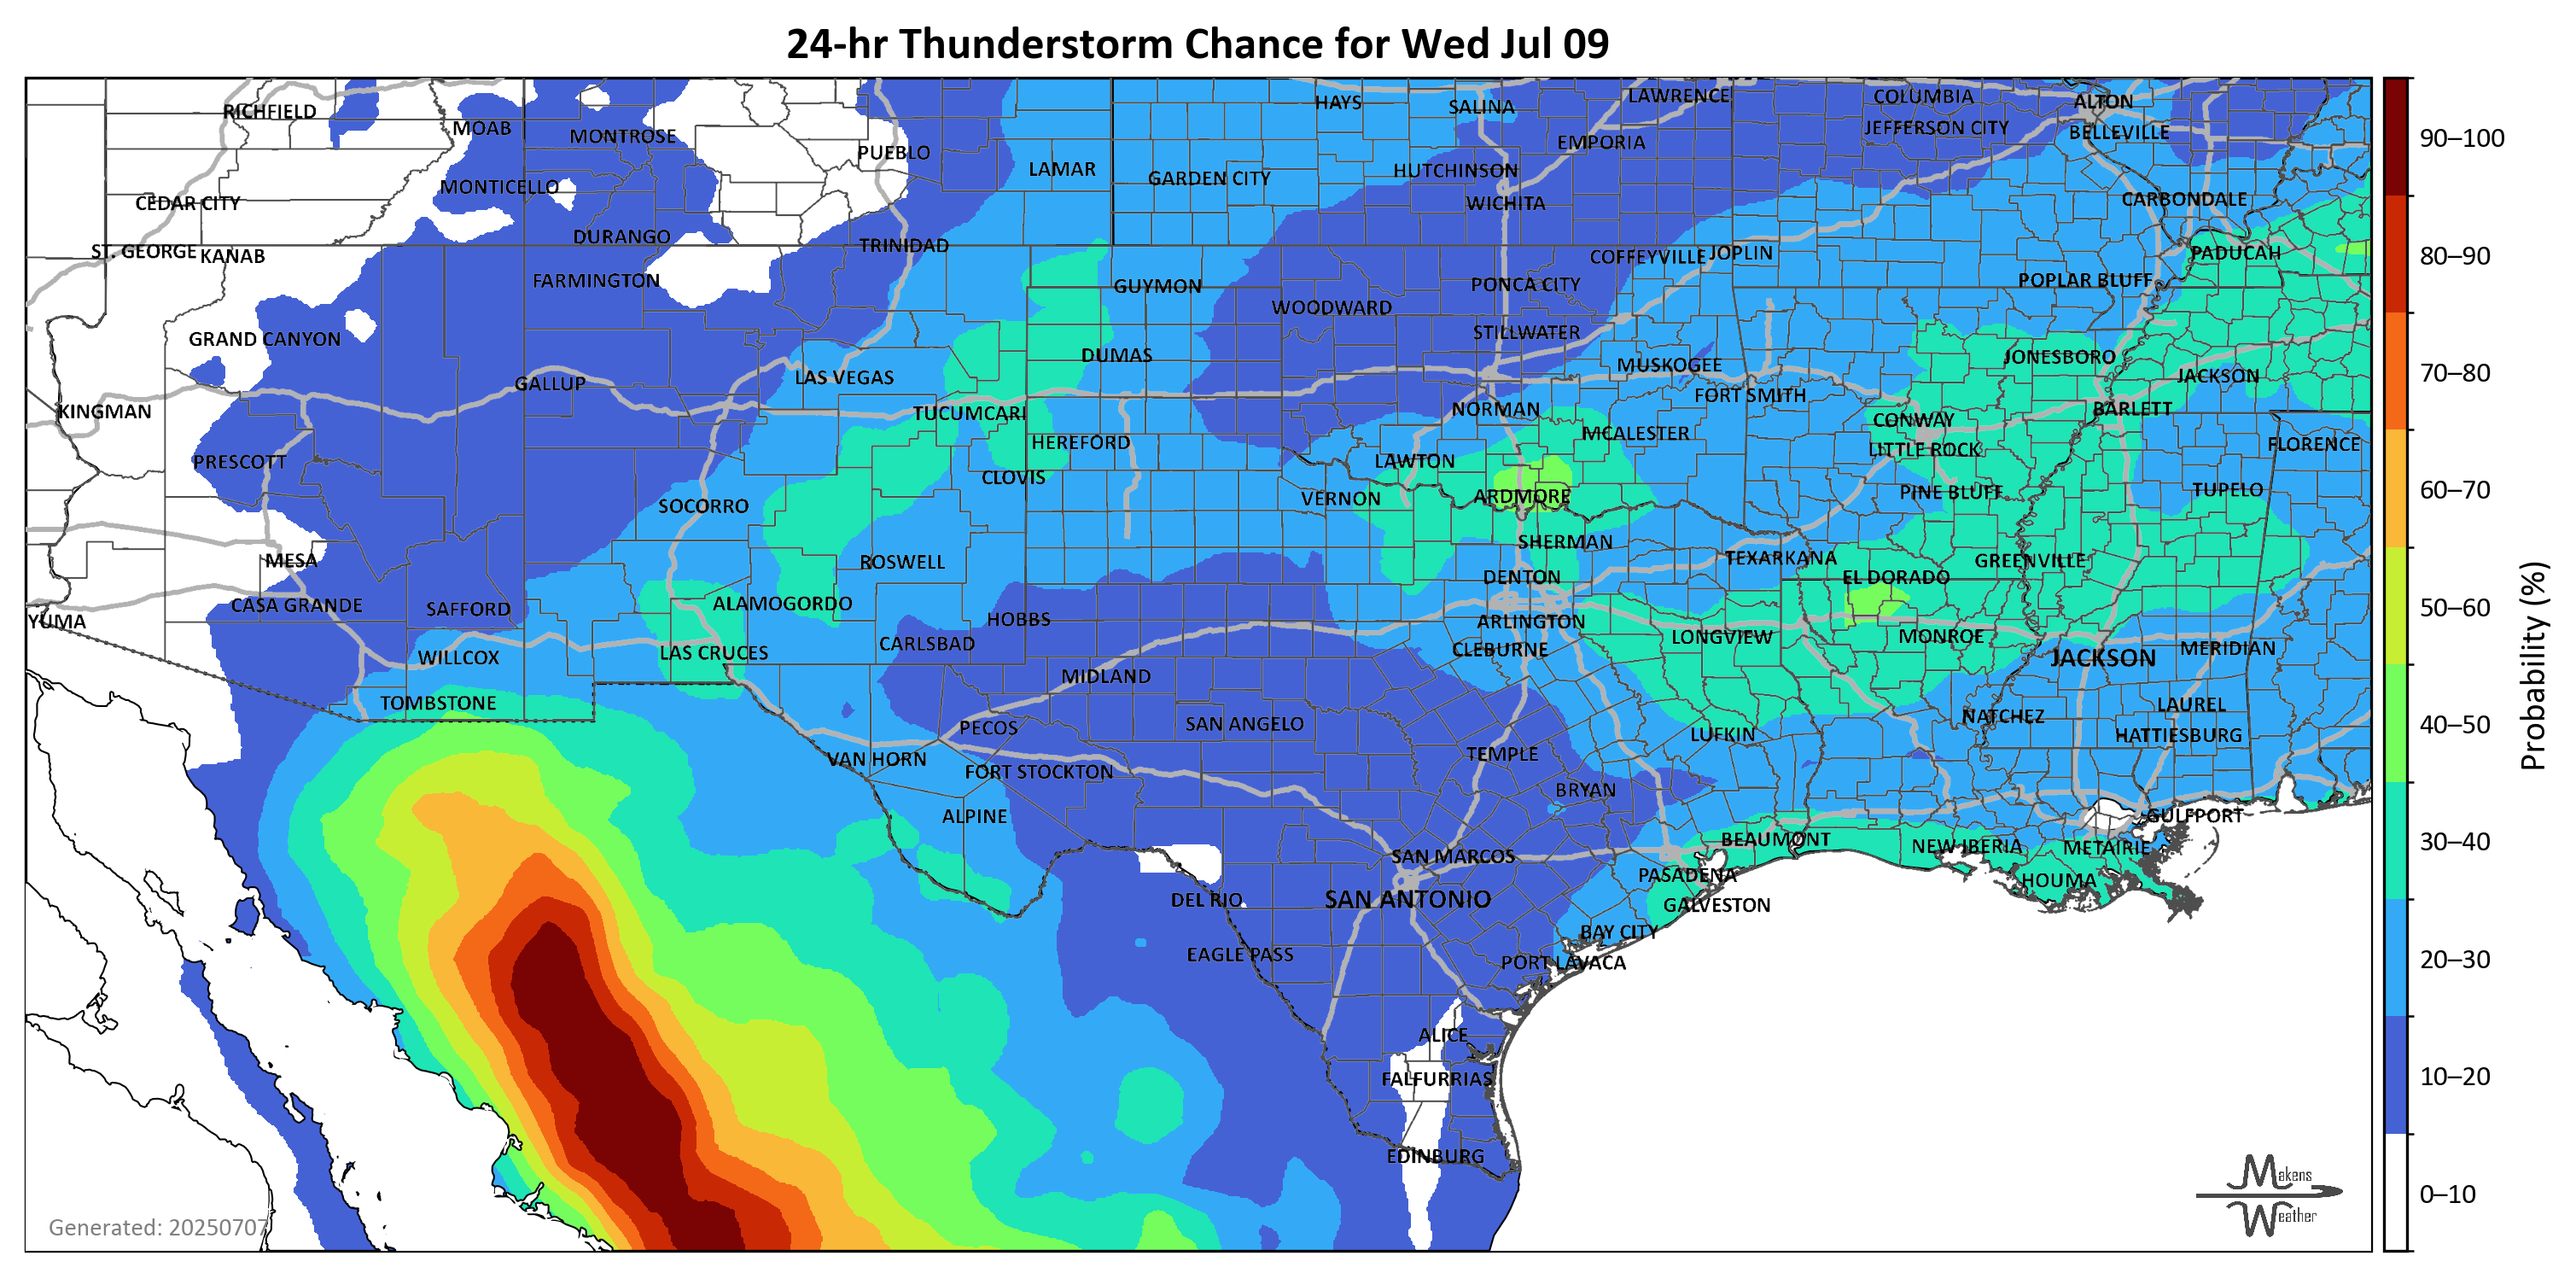 24-hr Thunderstorm Chance for Wed Jul 09
RICHFIELD
MOAB
MONTROSE
PUEBLO
LAMAR
HAYS
SALINA
LAWRENCE
COLUMBIA
ALTON
JEFFERSON CITY
BELLEVILLE
EMPORIA
HUTCHINSON
GARDEN CITY
MONTICELLO
CEDAR CITY
WICHITA
CARBONDALE
DURANGO
TRINIDAD
ST. GEORGE
KANAB
COFFEYVILLE
JOPLIN
PADUCAH
FARMINGTON
GUYMON
PONCA CITY
POPLAR BLUFF
WOODWARD
STILLWATER
GRAND CANYON
DUMAS
JONESBORO
MUSKOGEE
LAS VEGAS
GALLUP
JACKSON
FORT SMITH
KINGMAN
TUCUMCARI
NORMAN
BARLETT
CONWAY
HEREFORD
MCALESTER
LITTLE ROCK
FLORENCE
PRESCOTT
LAWTON
CLOVIS
VERNON
ARDMORE
PINE BLUFF
TUPELO
SOCORRO
SHERMAN
MESA
ROSWELL
TEXARKANA
GREENVILLE
DENTON
EL DORADO
CASA GRANDE
SAFFORD
ALAMOGORDO
YUMA
HOBBS
ARLINGTON
LONGVIEW
MONROE
CARLSBAD
CLEBURNE
MERIDIAN
WILLCOX
LAS CRUCES
JACKSON
MIDLAND
TOMBSTONE
LAUREL
NATCHEZ
PECOS
SAN ANGELO
LUFKIN
HATTIESBURG
TEMPLE
VAN HORN
FORT STOCKTON
BRYAN
ALPINE
GULFPORT
BEAUMONT
NEW IBERIA
METAIRIE
SAN MARCOS
PASADENA
HOUMA
DEL RIO
SAN ANTONIO
GALVESTON
BAY CITY
EAGLE PASS
PORT LAVACA
ALICE
FALFURRIAS
EDINBURG
Generated: 20250707
Makens
Weather
90–100
80–90
70–80
60–70
50–60
40–50
30–40
20–30
10–20
0–10
Probability (%)